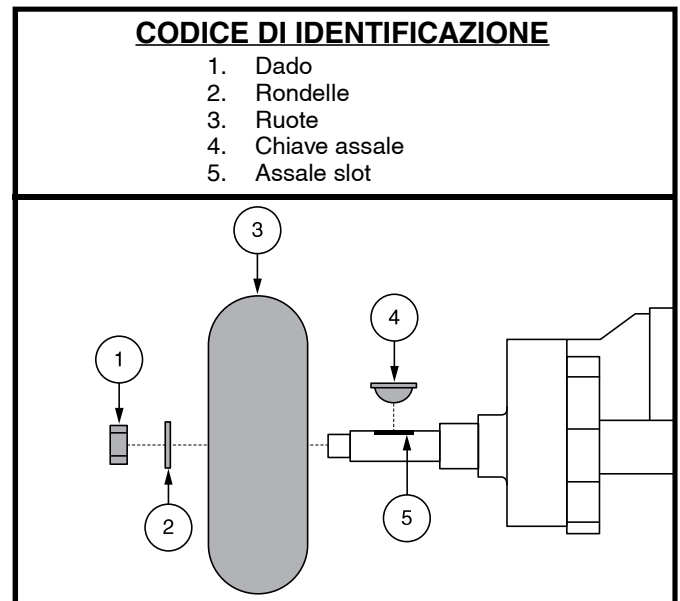 CODICE DI IDENTIFICAZIONE
1. Dado
2. Rondelle
3. Ruote
4. Chiave assale
5. Assale slot
3
4
1
2
5